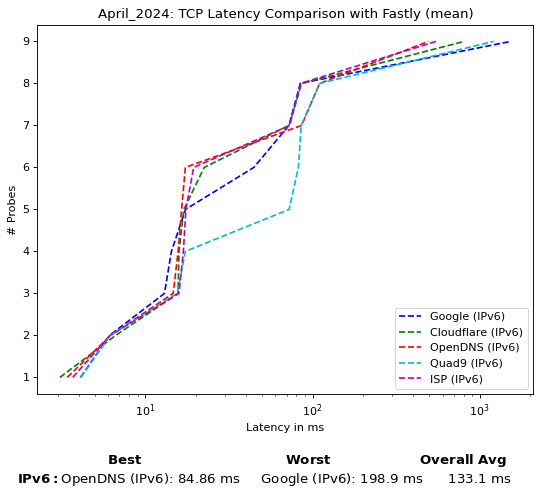 April_2024: TCP Latency Comparison with Fastly (mean)
# Probes
9
8
7
6
5
4
3
2
1
Google (IPv6)
Cloudflare (IPv6)
OpenDNS (IPv6)
Quad9 (IPv6)
ISP (IPv6)
10¹ 10² 10³
Latency in ms
Best Worst Overall Avg
IPv6: OpenDNS (IPv6): 84.86 ms Google (IPv6): 198.9 ms 133.1 ms